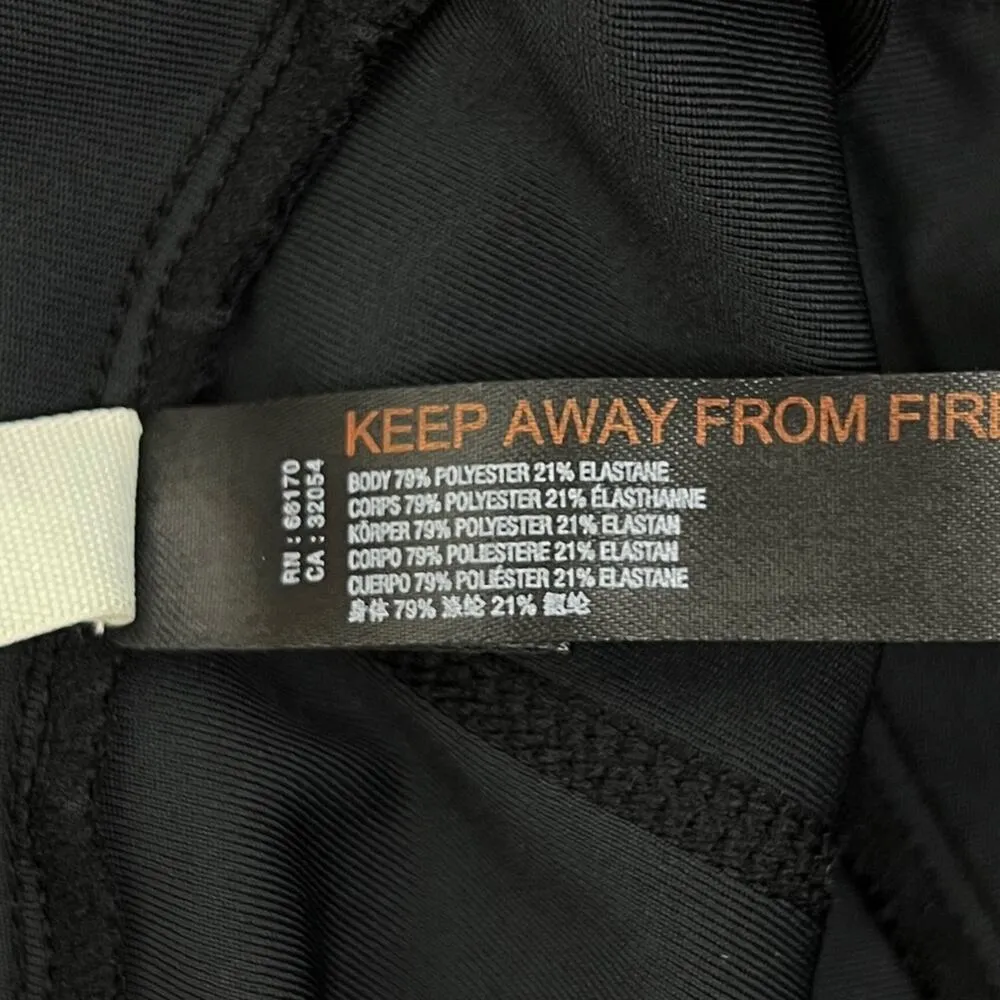 KEEP AWAY FROM FIR
RN : 66170
CA : 32054
BODY 79% POLYESTER 21% ELASTANE
CORPS 79% POLYESTER 21% ÉLASTHANNE
KÖRPER 79% POLYESTER 21% ELASTAN
CORPO 79% POLIESTERE 21% ELASTAN
CUERPO 79% POLIÉSTER 21% ELASTANE
身体 79% 涤纶 21% 氨纶